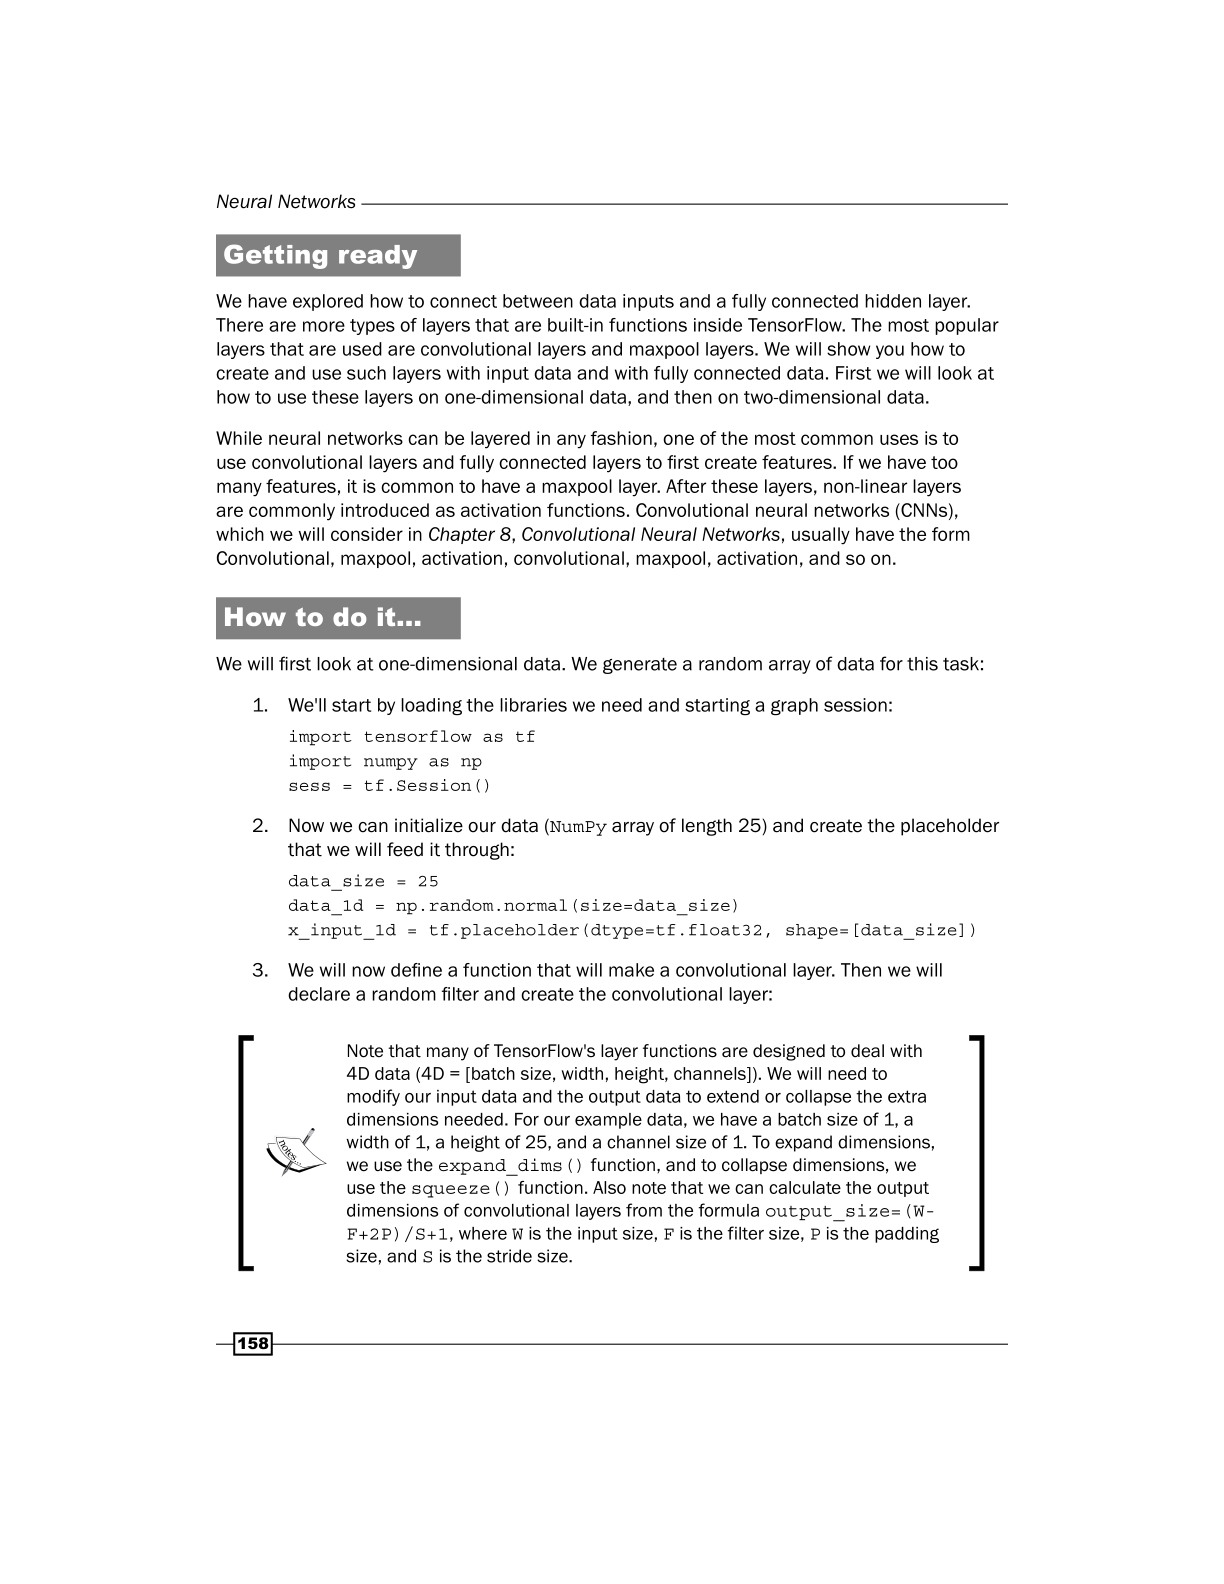 Neural Networks
Getting ready
We have explored how to connect between data inputs and a fully connected hidden layer.
There are more types of layers that are built-in functions inside TensorFlow. The most popular
layers that are used are convolutional layers and maxpool layers. We will show you how to
create and use such layers with input data and with fully connected data. First we will look at
how to use these layers on one-dimensional data, and then on two-dimensional data.
While neural networks can be layered in any fashion, one of the most common uses is to
use convolutional layers and fully connected layers to first create features. If we have too
many features, it is common to have a maxpool layer. After these layers, non-linear layers
are commonly introduced as activation functions. Convolutional neural networks (CNNs),
which we will consider in Chapter 8, Convolutional Neural Networks, usually have the form
Convolutional, maxpool, activation, convolutional, maxpool, activation, and so on.
How to do it…
We will first look at one-dimensional data. We generate a random array of data for this task:
1. We'll start by loading the libraries we need and starting a graph session:
import tensorflow as tf
import numpy as np
sess = tf.Session()
2. Now we can initialize our data (NumPy array of length 25) and create the placeholder
that we will feed it through:
data_size = 25
data_1d = np.random.normal(size=data_size)
x_input_1d = tf.placeholder(dtype=tf.float32, shape=[data_size])
3. We will now define a function that will make a convolutional layer. Then we will
declare a random filter and create the convolutional layer:
Note that many of TensorFlow's layer functions are designed to deal with
4D data (4D = [batch size, width, height, channels]). We will need to
modify our input data and the output data to extend or collapse the extra
dimensions needed. For our example data, we have a batch size of 1, a
width of 1, a height of 25, and a channel size of 1. To expand dimensions,
we use the expand_dims() function, and to collapse dimensions, we
use the squeeze() function. Also note that we can calculate the output
dimensions of convolutional layers from the formula output_size=(W-
F+2P)/S+1, where W is the input size, F is the filter size, P is the padding
size, and S is the stride size.
notes...
158